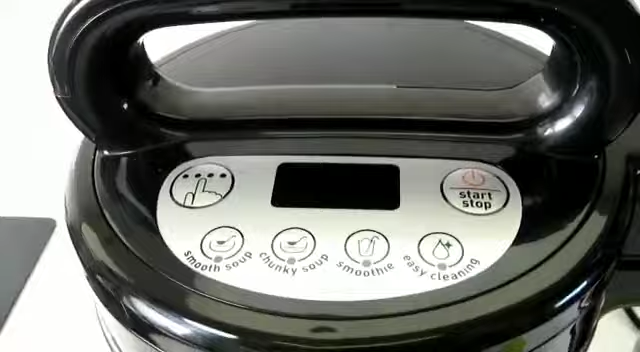 start
stop
smooth soup
chunky soup
smoothie
easy cleaning